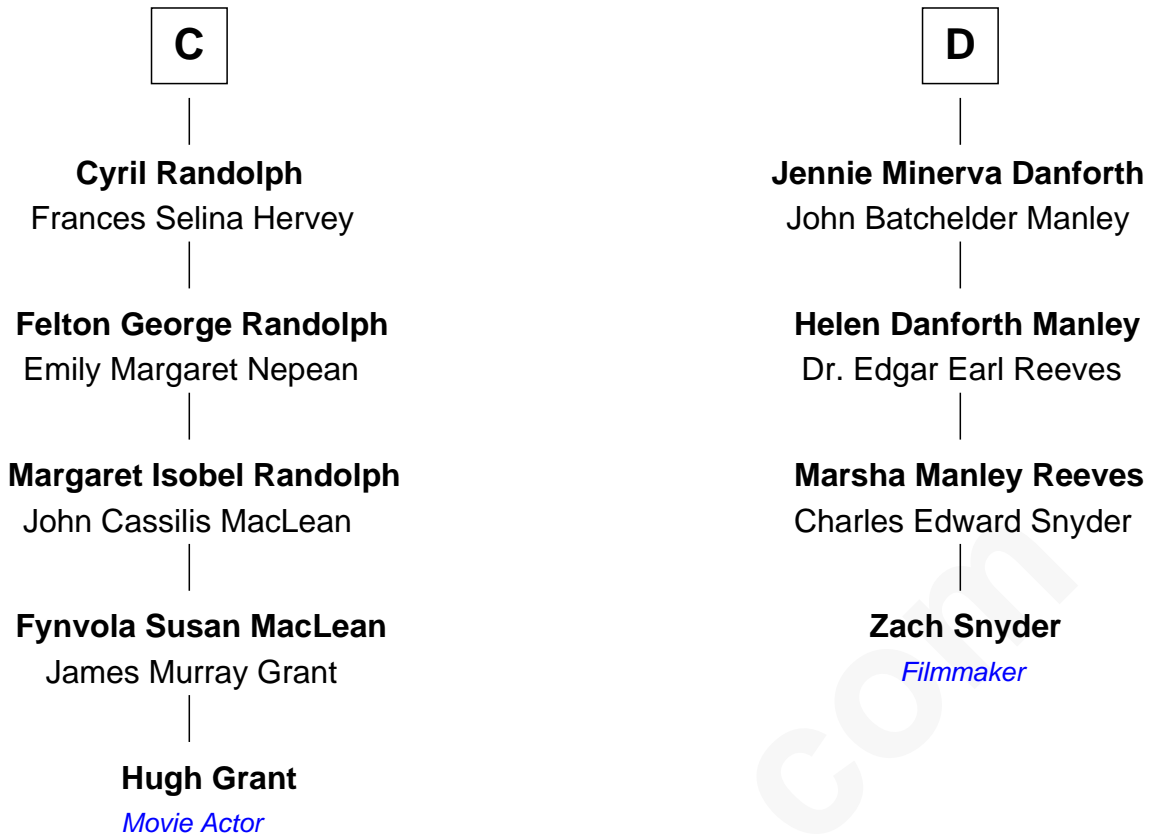 C
Cyril Randolph
Frances Selina Hervey
Felton George Randolph
Emily Margaret Nepean
Margaret Isobel Randolph
John Cassilis MacLean
Fynvola Susan MacLean
James Murray Grant
Hugh Grant
Movie Actor
D
Jennie Minerva Danforth
John Batchelder Manley
Helen Danforth Manley
Dr. Edgar Earl Reeves
Marsha Manley Reeves
Charles Edward Snyder
Zach Snyder
Filmmaker
com